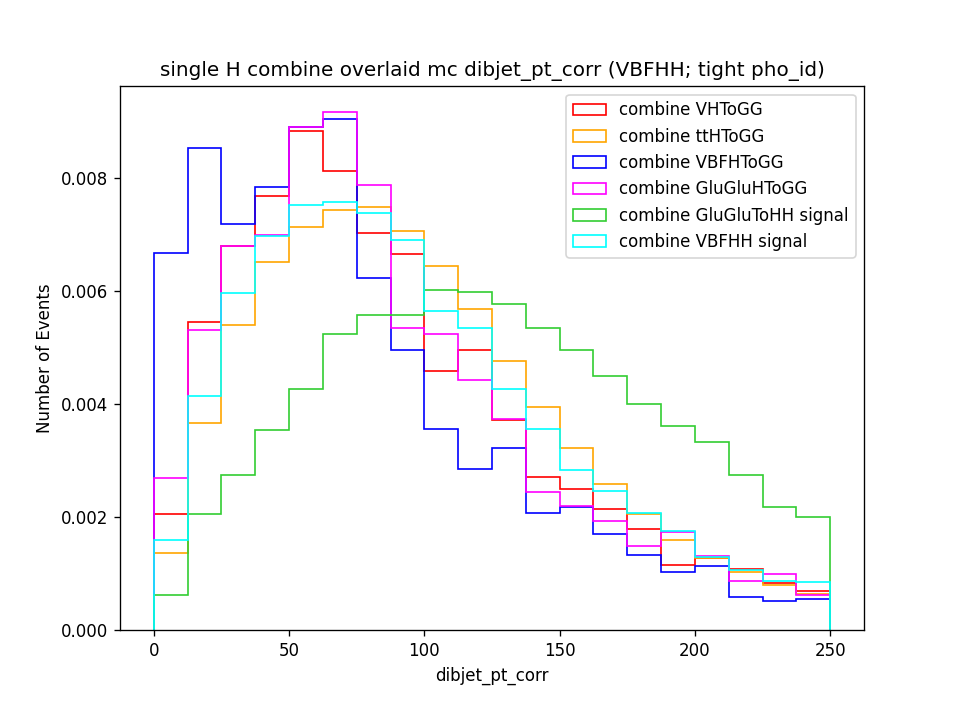 single H combine overlaid mc dibjet_pt_corr (VBFHH; tight pho_id)
combine VHToGG
combine ttHToGG
combine VBFHToGG
combine GluGluHToGG
combine GluGluToHH signal
combine VBFHH signal
Number of Events
0.008
0.006
0.004
0.002
0.000
0 50 100 150 200 250
dibjet_pt_corr